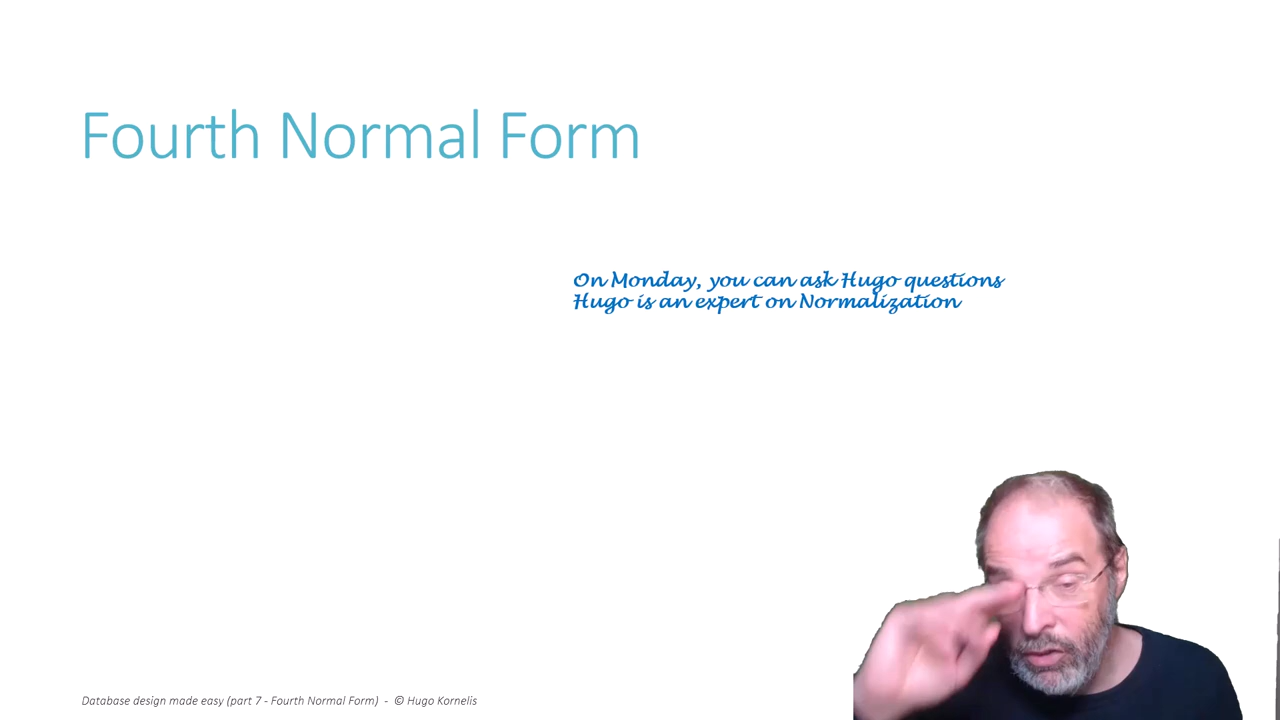 Fourth Normal Form
On Monday, you can ask Hugo questions
Hugo is an expert on Normalization
Database design made easy (part 7 - Fourth Normal Form) - © Hugo Kornelis